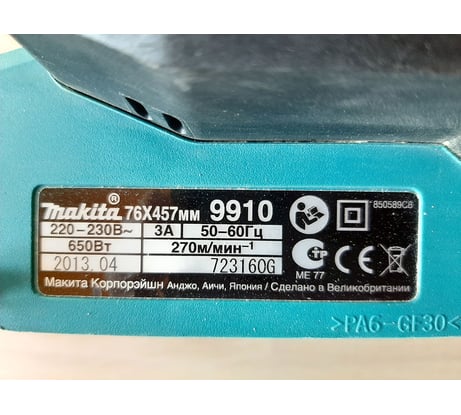 makita® 76X457мм 9910
220-230В~ 3А 50-60Гц
650Вт 270м/мин⁻¹
2013.04 723160G
Макита Корпорэйшн Анджо, Аичи, Япония / Сделано в Великобритании
850589C6
ME 77
>PA6-GF30<